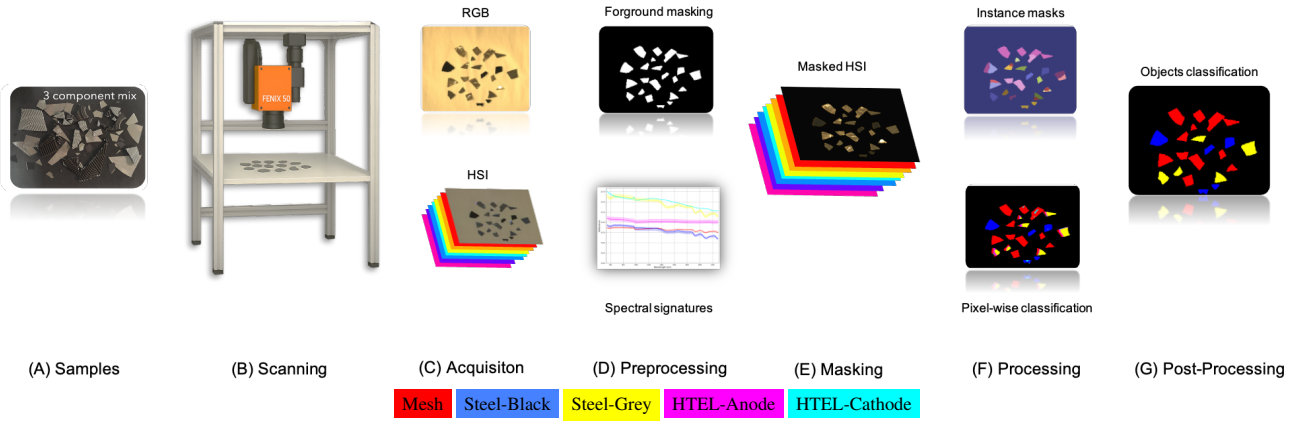 RGB
Forground masking
Instance masks
Masked HSI
Objects classification
3 component mix
FENIX 50
HSI
Spectral signatures
Pixel-wise classification
(A) Samples
(B) Scanning
(C) Acquisiton
(D) Preprocessing
(E) Masking
(F) Processing
(G) Post-Processing
Mesh
Steel-Black
Steel-Grey
HTEL-Anode
HTEL-Cathode